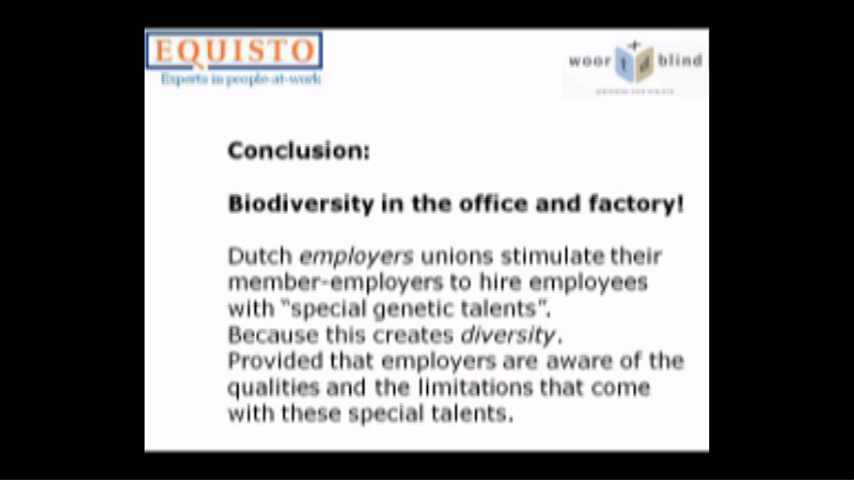 EQUISTO
Experts in people-at-work
woor td blind
Conclusion:
Biodiversity in the office and factory!
Dutch employers unions stimulate their
member-employers to hire employees
with “special genetic talents”.
Because this creates diversity.
Provided that employers are aware of the
qualities and the limitations that come
with these special talents.